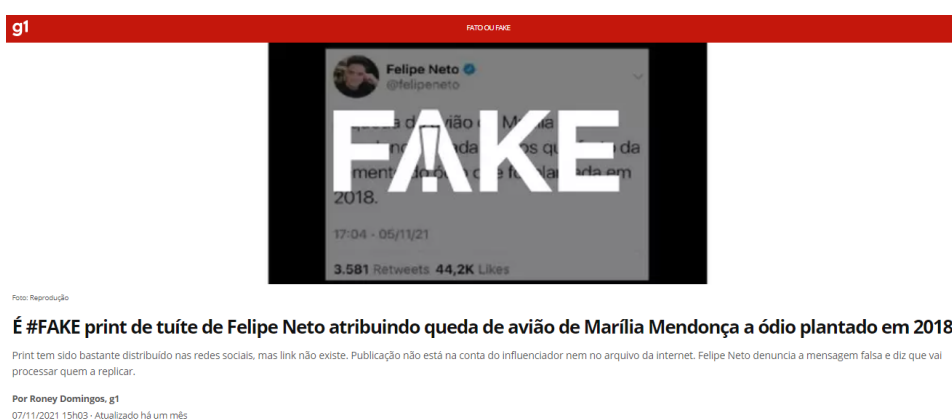 g1
FATO OU FAKE
Felipe Neto
@felipeneto
FAKE
2018.
17:04 - 05/11/21
3.581 Retweets 44,2K Likes
Foto: Reprodução
É #FAKE print de tuíte de Felipe Neto atribuindo queda de avião de Marília Mendonça a ódio plantado em 2018
Print tem sido bastante distribuído nas redes sociais, mas link não existe. Publicação não está na conta do influenciador nem no arquivo da internet. Felipe Neto denuncia a mensagem falsa e diz que vai
processar quem a replicar.
Por Roney Domingos, g1
07/11/2021 15h03 · Atualizado há um mês